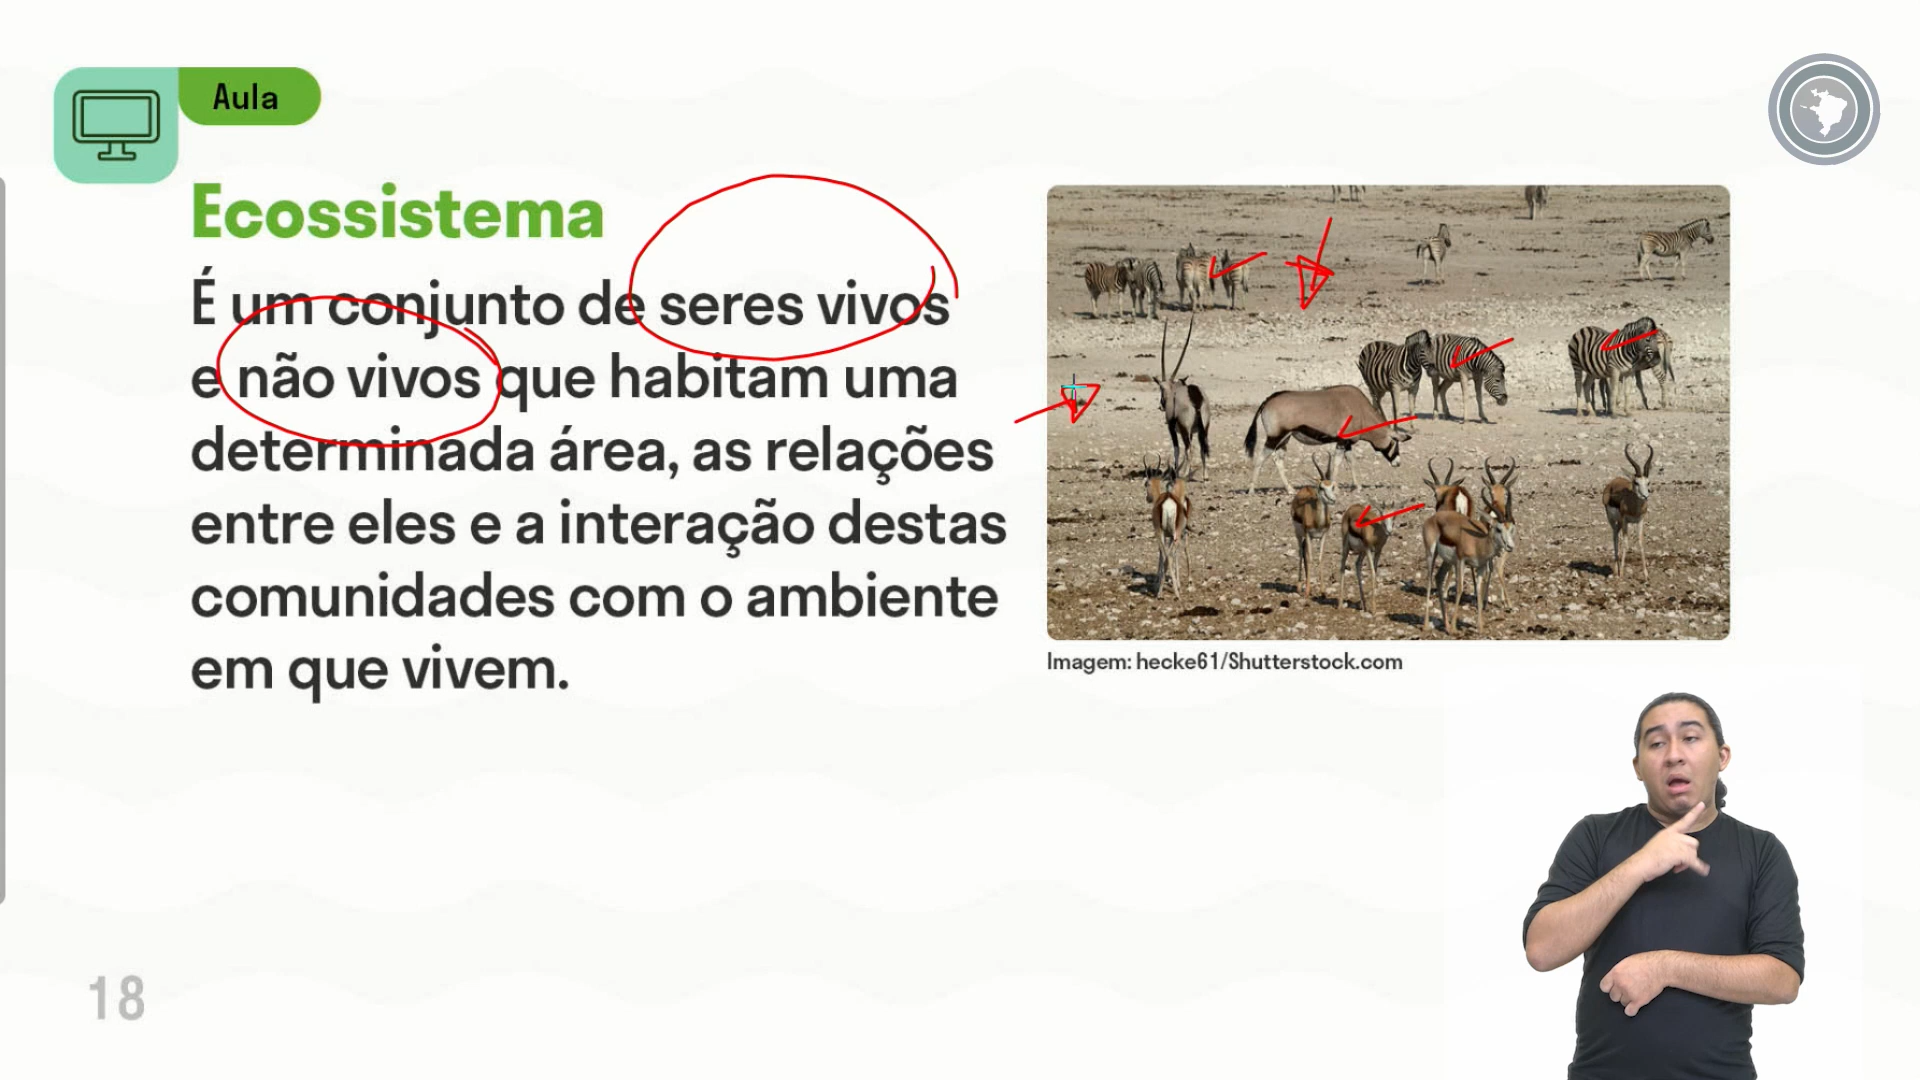 Aula
Ecossistema
É um conjunto de seres vivos
e não vivos que habitam uma
determinada área, as relações
entre eles e a interação destas
comunidades com o ambiente
em que vivem.
Imagem: hecke61/Shutterstock.com
18